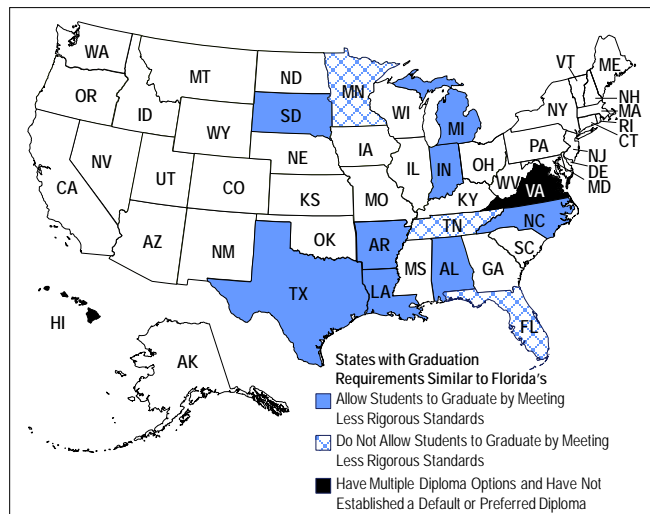 WA
MT
ND
MN
VT
ME
OR
ID
SD
WI
MI
NY
NH
MA
RI
CT
WY
NE
IA
PA
NJ
DE
MD
NV
UT
CO
IL
IN
OH
WV
VA
CA
KS
MO
KY
TN
NC
AZ
NM
OK
AR
SC
TX
LA
MS
AL
GA
FL
HI
AK
States with Graduation
Requirements Similar to Florida's
Allow Students to Graduate by Meeting
Less Rigorous Standards
Do Not Allow Students to Graduate by Meeting
Less Rigorous Standards
Have Multiple Diploma Options and Have Not
Established a Default or Preferred Diploma